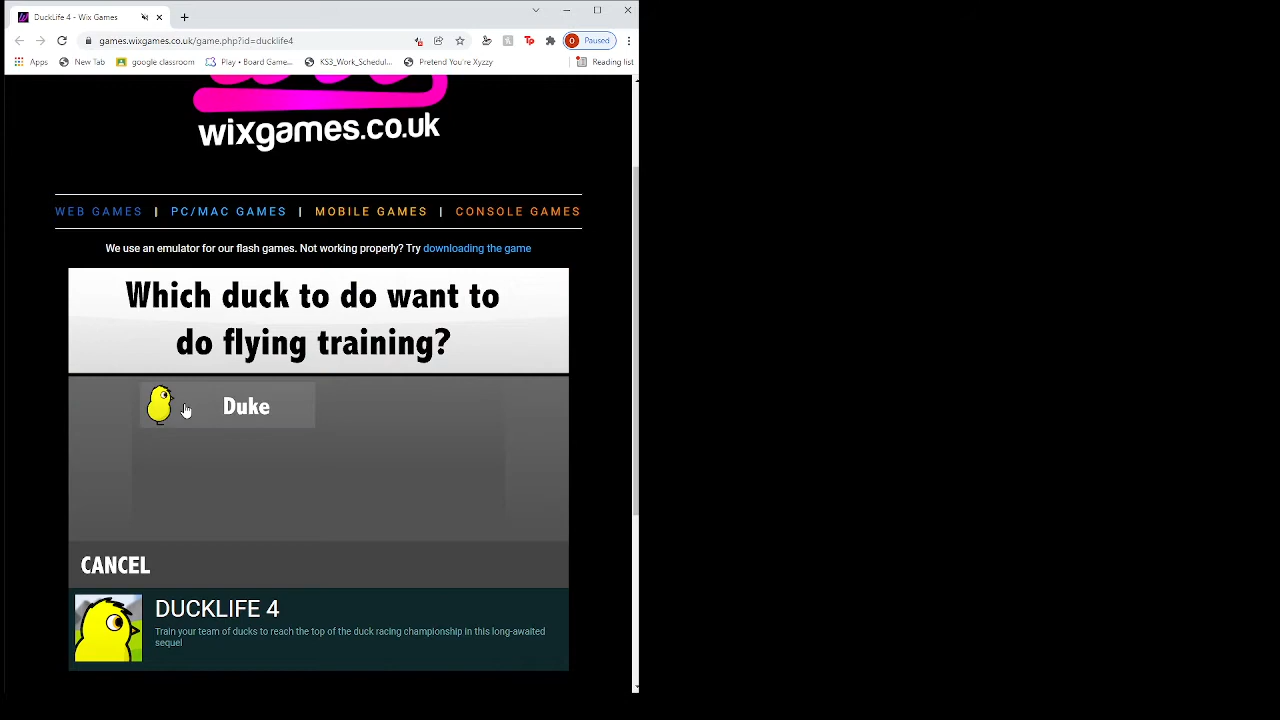 DuckLife 4 - Wix Games
games.wixgames.co.uk/game.php?id=ducklife4
Paused
Apps
New Tab
google classroom
Play • Board Game...
KS3_Work_Schedul...
Pretend You're Xyzzy
Reading list
wixgames.co.uk
WEB GAMES | PC/MAC GAMES | MOBILE GAMES | CONSOLE GAMES
We use an emulator for our flash games. Not working properly? Try downloading the game
Which duck to do want to
do flying training?
Duke
CANCEL
DUCKLIFE 4
Train your team of ducks to reach the top of the duck racing championship in this long-awaited
sequel